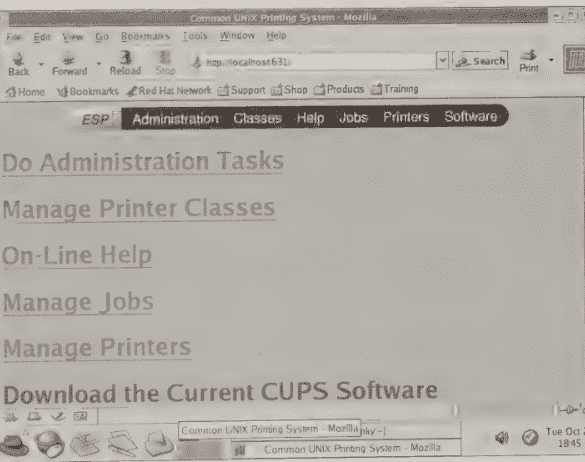 Common UNIX Printing System - Mozilla
File Edit View Go Bookmarks Tools Window Help
Back Forward Reload Stop http://localhost:631/ Search Print
Home Bookmarks Red Hat Network Support Shop Products Training
ESP Administration Classes Help Jobs Printers Software
Do Administration Tasks
Manage Printer Classes
On-Line Help
Manage Jobs
Manage Printers
Download the Current CUPS Software
Common UNIX Printing System - Mozilla
Common UNIX Printing System - Mozilla
Tue Oct
18:45